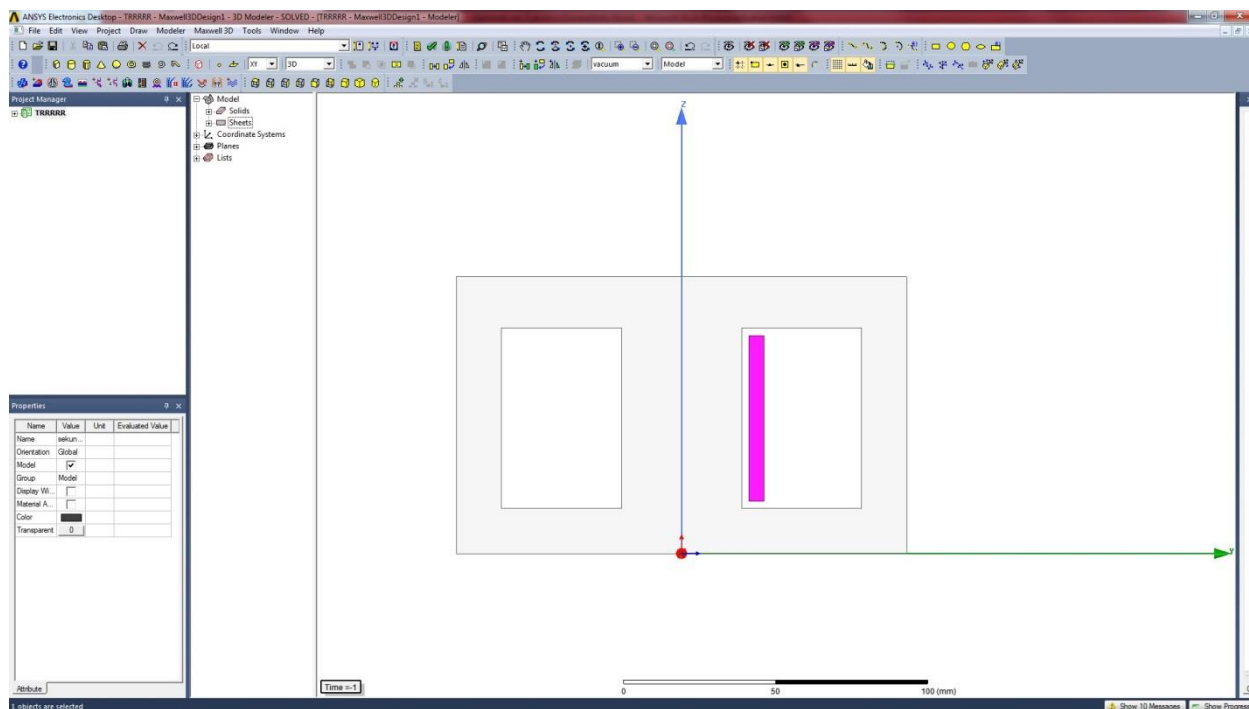 ANSYS Electronics Desktop - TRRRRR - Maxwell3DDesign1 - 3D Modeler - SOLVED - [TRRRRR - Maxwell3DDesign1 - Modeler]
File Edit View Project Draw Modeler Maxwell 3D Tools Window Help
Local
XY 3D vacuum Model
Project Manager
TRRRRR
Model
Solids
Sheets
Coordinate Systems
Planes
Lists
Z
Y
Properties
Name Value Unit Evaluated Value
Name sekun...
Orientation Global
Model
Group Model
Display Wi...
Material A...
Color
Transparent 0
Attribute
Time =-1
0 50 100 (mm)
1 objects are selected
Show 10 Messages Show Progress